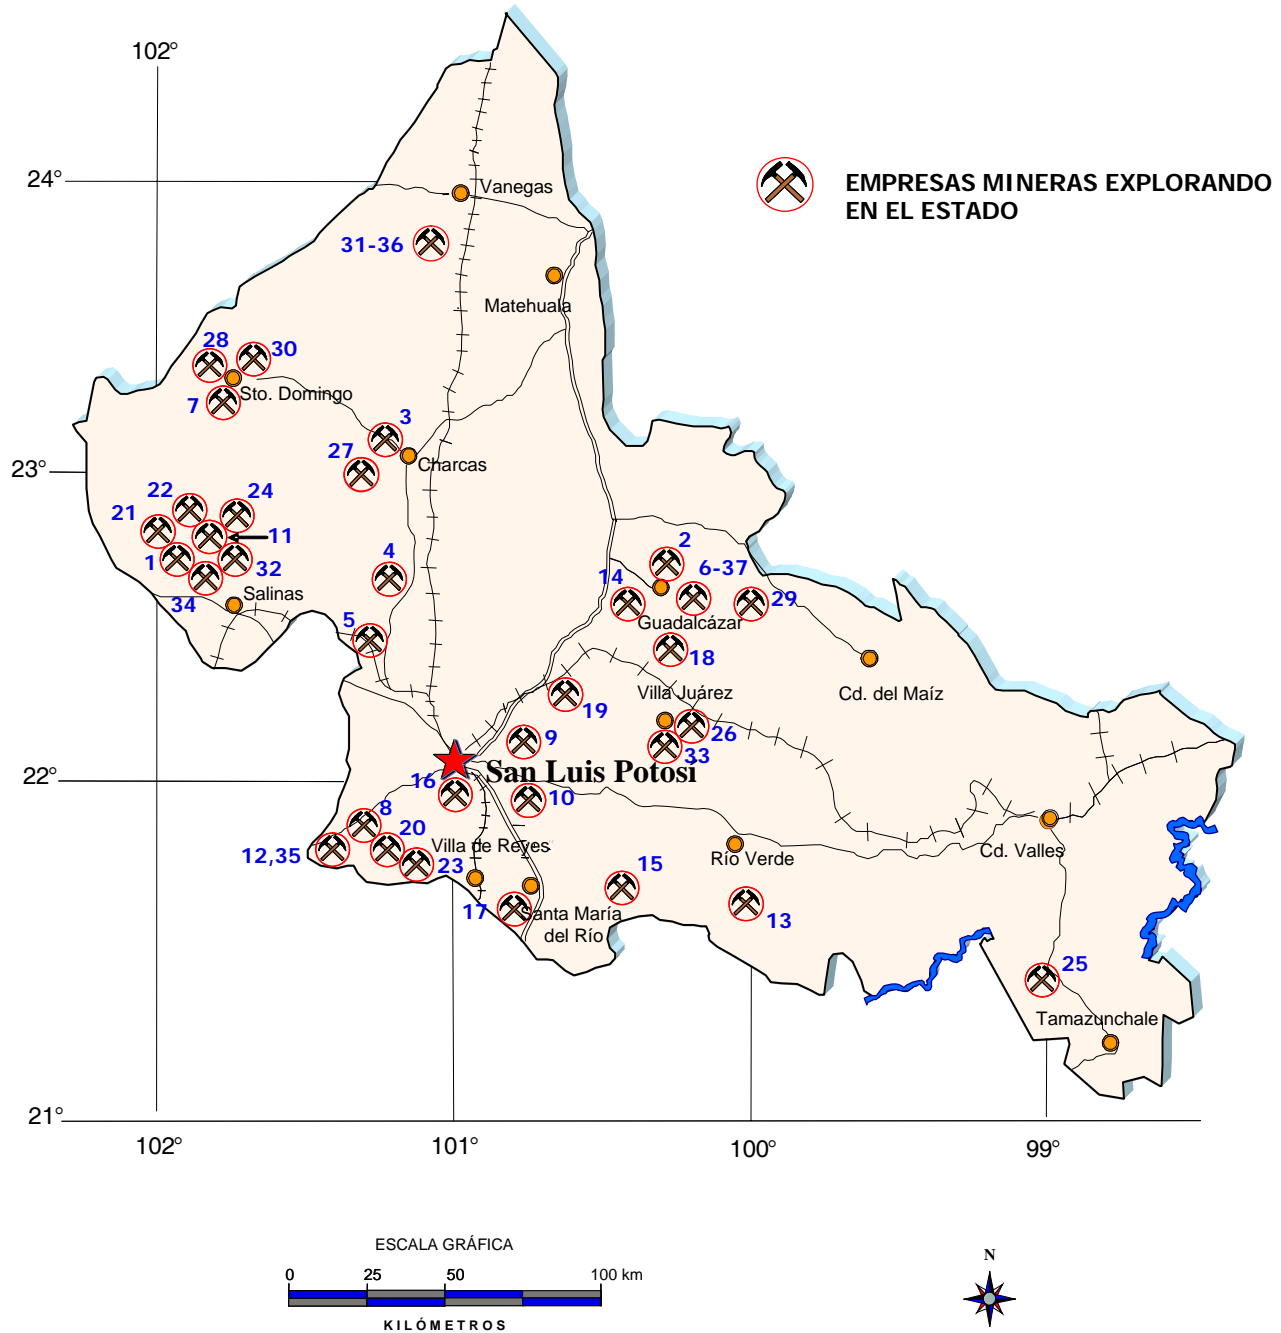 102°
24°
Vanegas
EMPRESAS MINERAS EXPLORANDO
EN EL ESTADO
31-36
Matehuala
28
30
Sto. Domingo
7
3
27
Charcas
23°
22
24
21
11
1
32
34
Salinas
4
2
6-37
14
29
Guadalcázar
5
18
Villa Juárez
Cd. del Maíz
19
26
9
33
San Luis Potosí
22°
16
10
8
20
12,35
Villa de Reyes
23
Río Verde
Cd. Valles
15
17
Santa María
del Río
13
25
Tamazunchale
21°
102°
101°
100°
99°
ESCALA GRÁFICA
0 25 50 100 km
KILÓMETROS
N